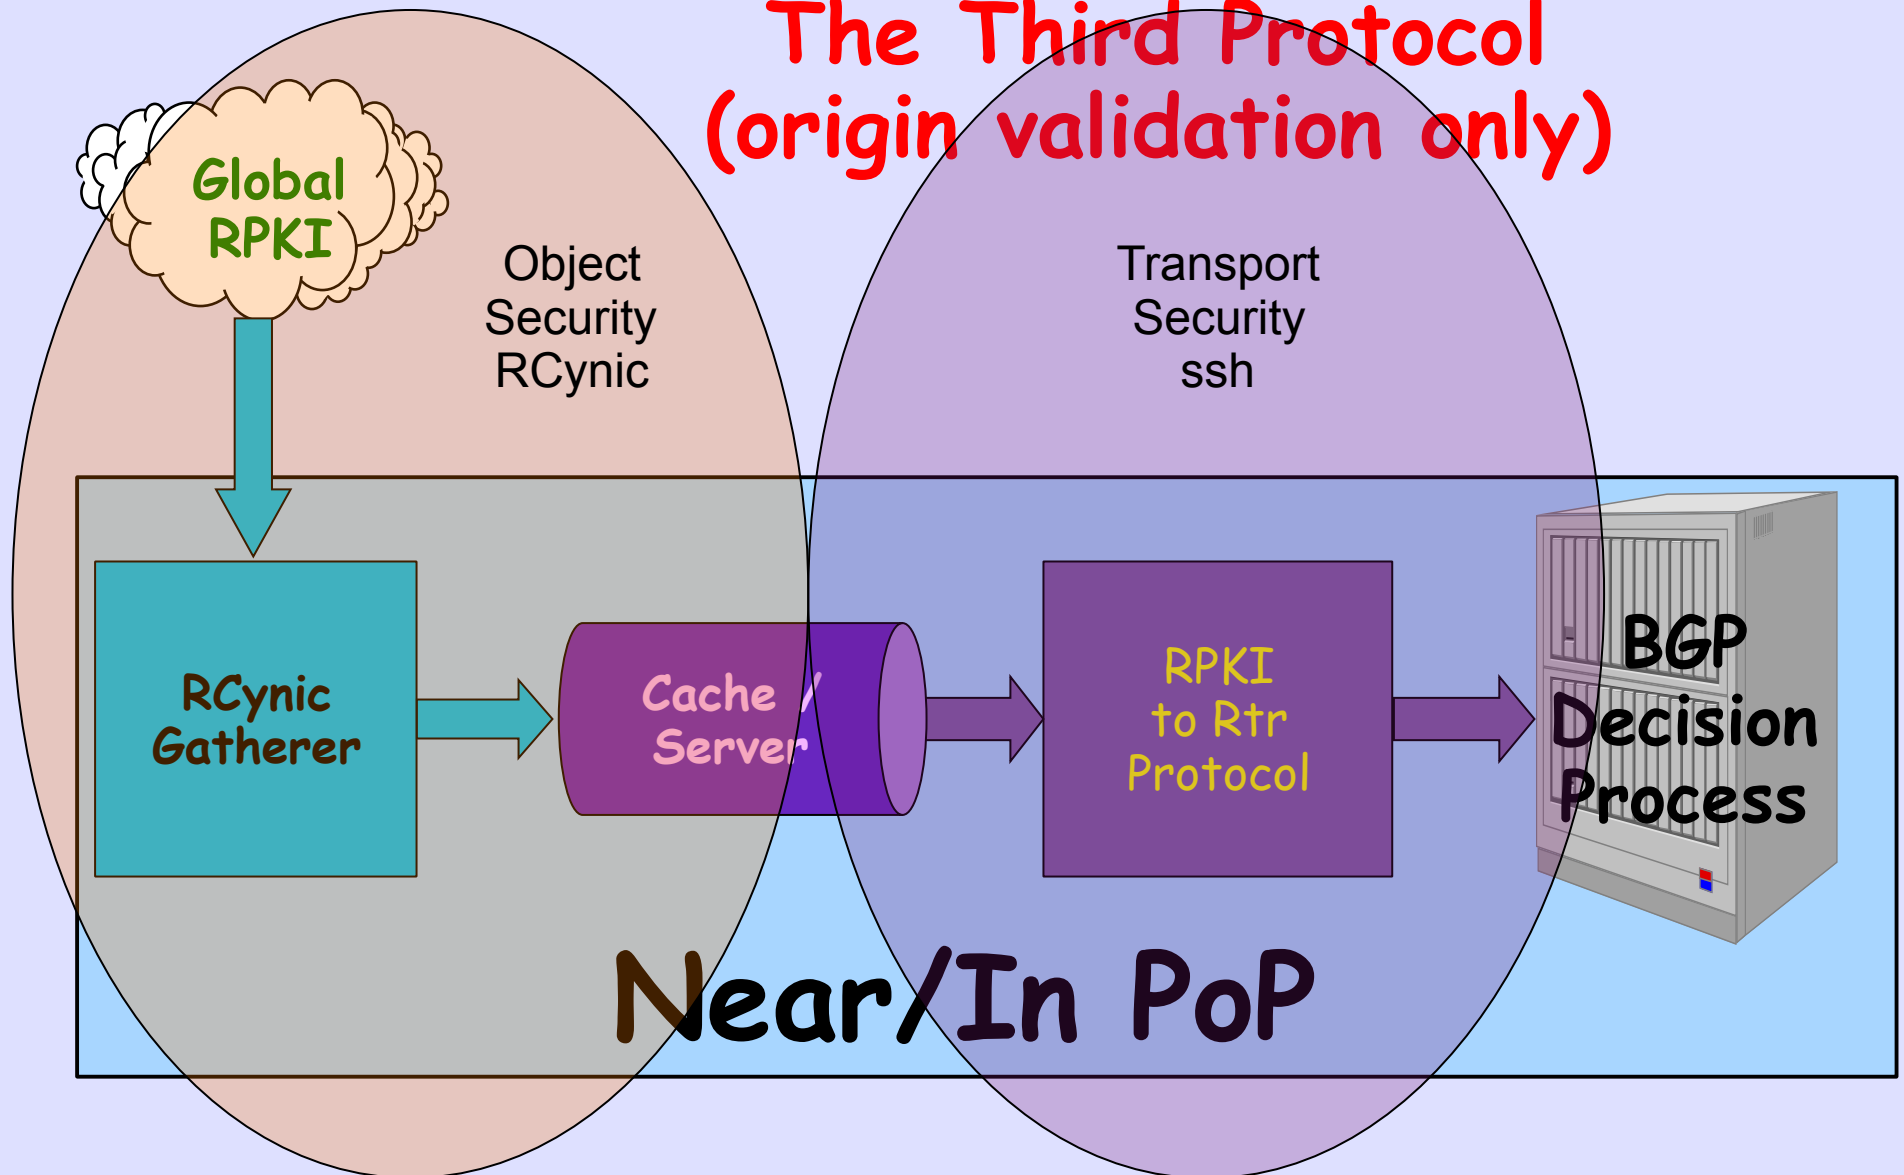 The Third Protocol
(origin validation only)
Global
RPKI
Object
Security
RCynic
Transport
Security
ssh
RCynic
Gatherer
Cache /
Server
RPKI
to Rtr
Protocol
BGP
Decision
Process
Near/In PoP